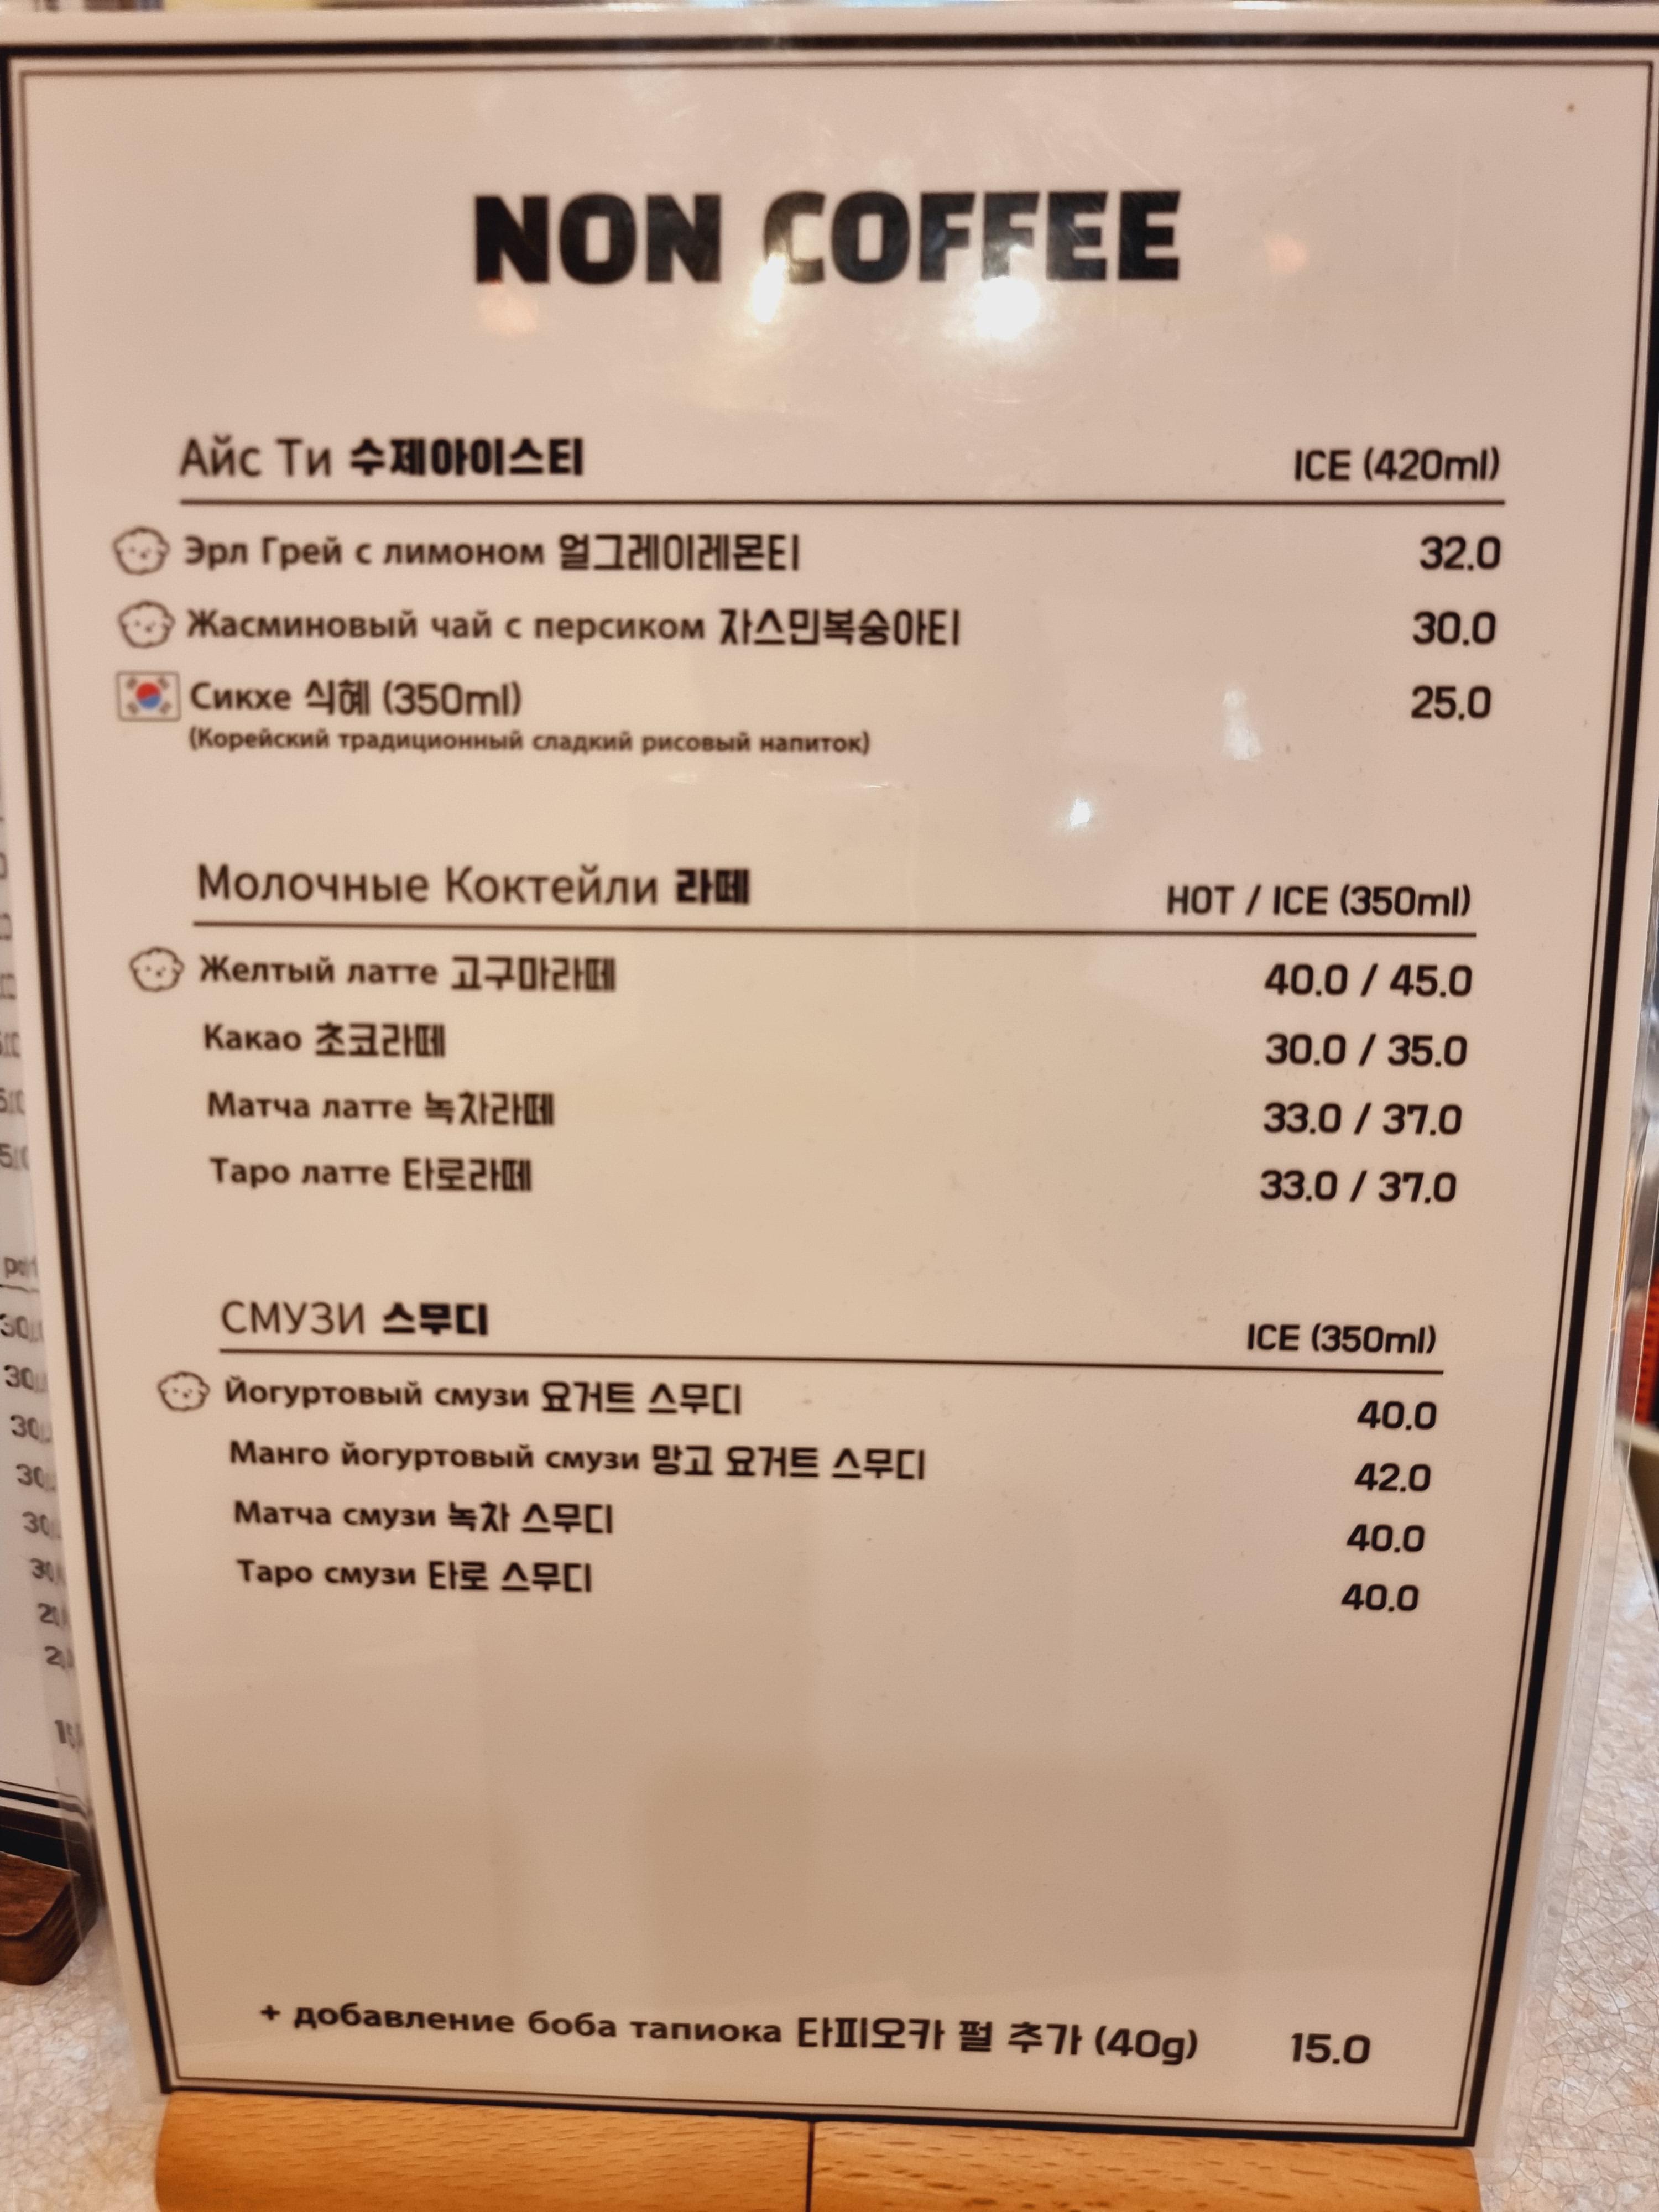 NON COFFEE
Айс Ти 수제아이스티 ICE (420ml)
Эрл Грей с лимоном 얼그레이레몬티 32.0
Жасминовый чай с персиком 자스민복숭아티 30.0
Сикхе 식혜 (350ml) 25.0
(Корейский традиционный сладкий рисовый напиток)
Молочные Коктейли 라떼 HOT / ICE (350ml)
Желтый латте 고구마라떼 40.0 / 45.0
Какао 초코라떼 30.0 / 35.0
Матча латте 녹차라떼 33.0 / 37.0
Таро латте 타로라떼 33.0 / 37.0
СМУЗИ 스무디 ICE (350ml)
Йогуртовый смузи 요거트 스무디 40.0
Манго йогуртовый смузи 망고 요거트 스무디 42.0
Матча смузи 녹차 스무디 40.0
Таро смузи 타로 스무디 40.0
+ добавление боба тапиока 타피오카 펄 추가 (40g) 15.0